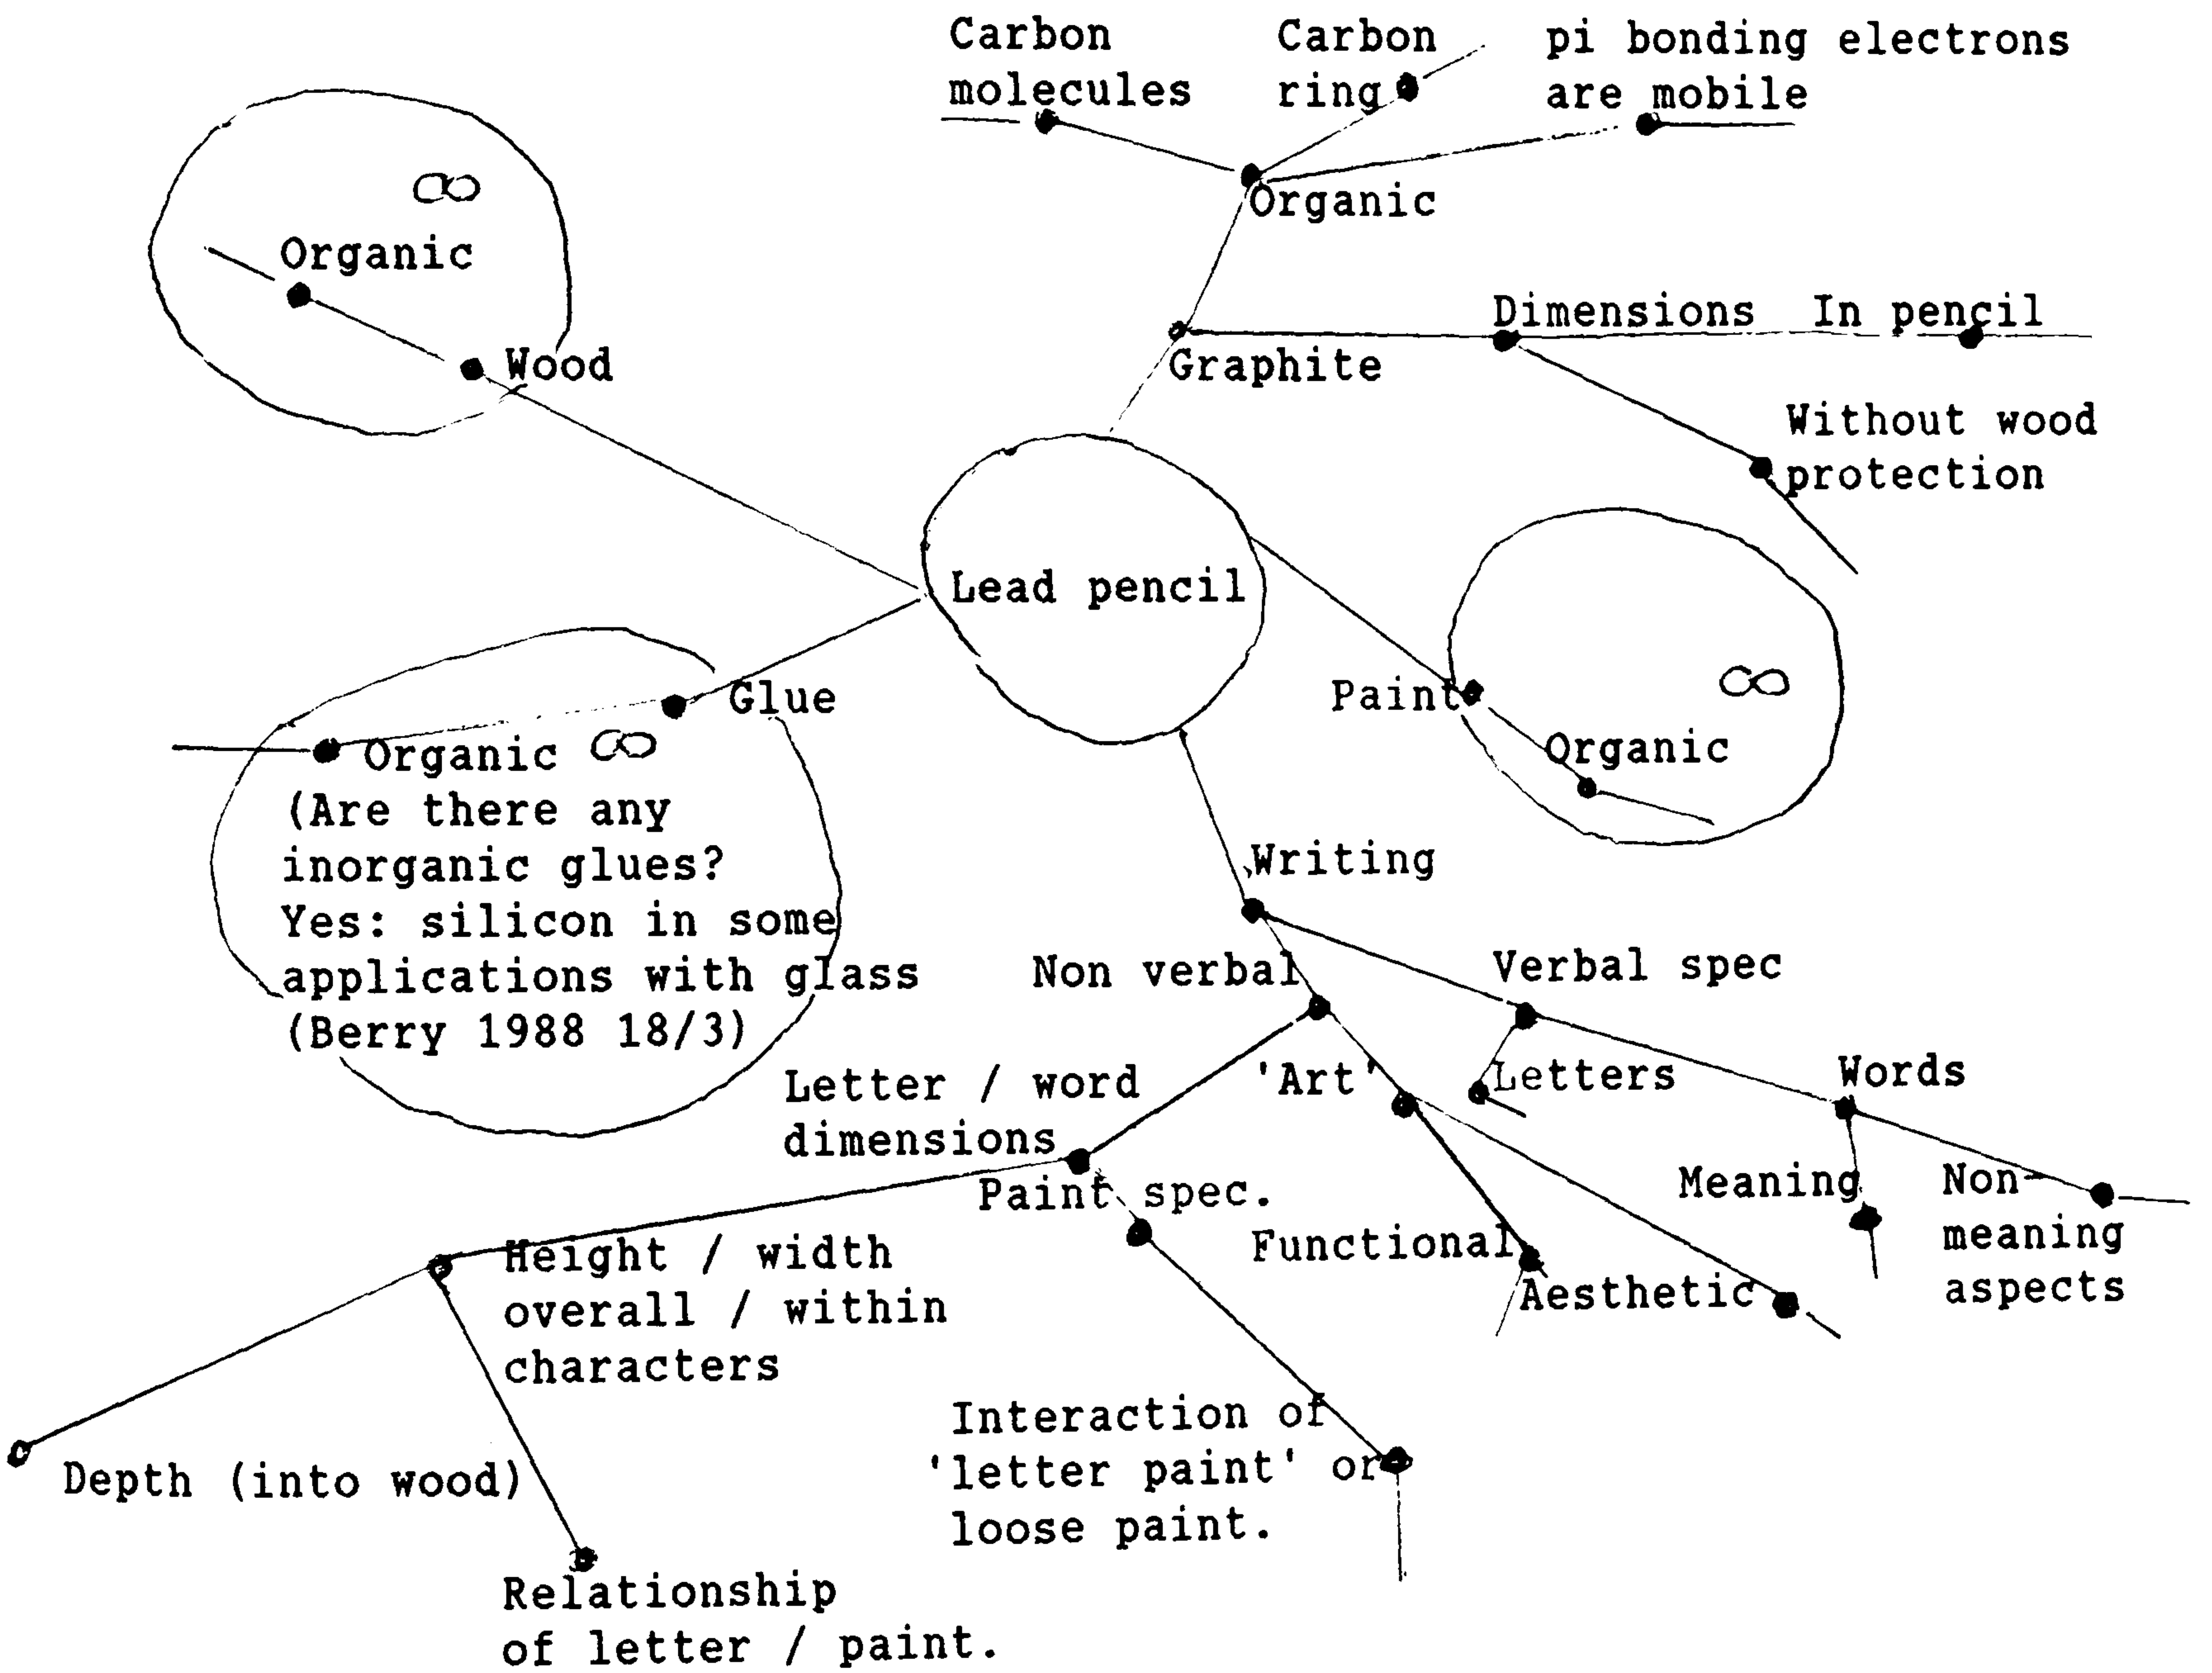 Carbon
molecules
Carbon
ring
pi bonding electrons
are mobile
Organic
∞
Organic
Wood
Dimensions
In pencil
Graphite
Without wood
protection
Lead pencil
Glue
Organic ∞
(Are there any
inorganic glues?
Yes: silicon in some
applications with glass
(Berry 1988 18/3)
Paint
∞
Organic
Writing
Non verbal
Verbal spec
Letter / word
dimensions
'Art'
Letters
Words
Paint spec.
Meaning
Non
meaning
aspects
Functional
Aesthetic
Height / width
overall / within
characters
Depth (into wood)
Interaction of
'letter paint' or
loose paint.
Relationship
of letter / paint.